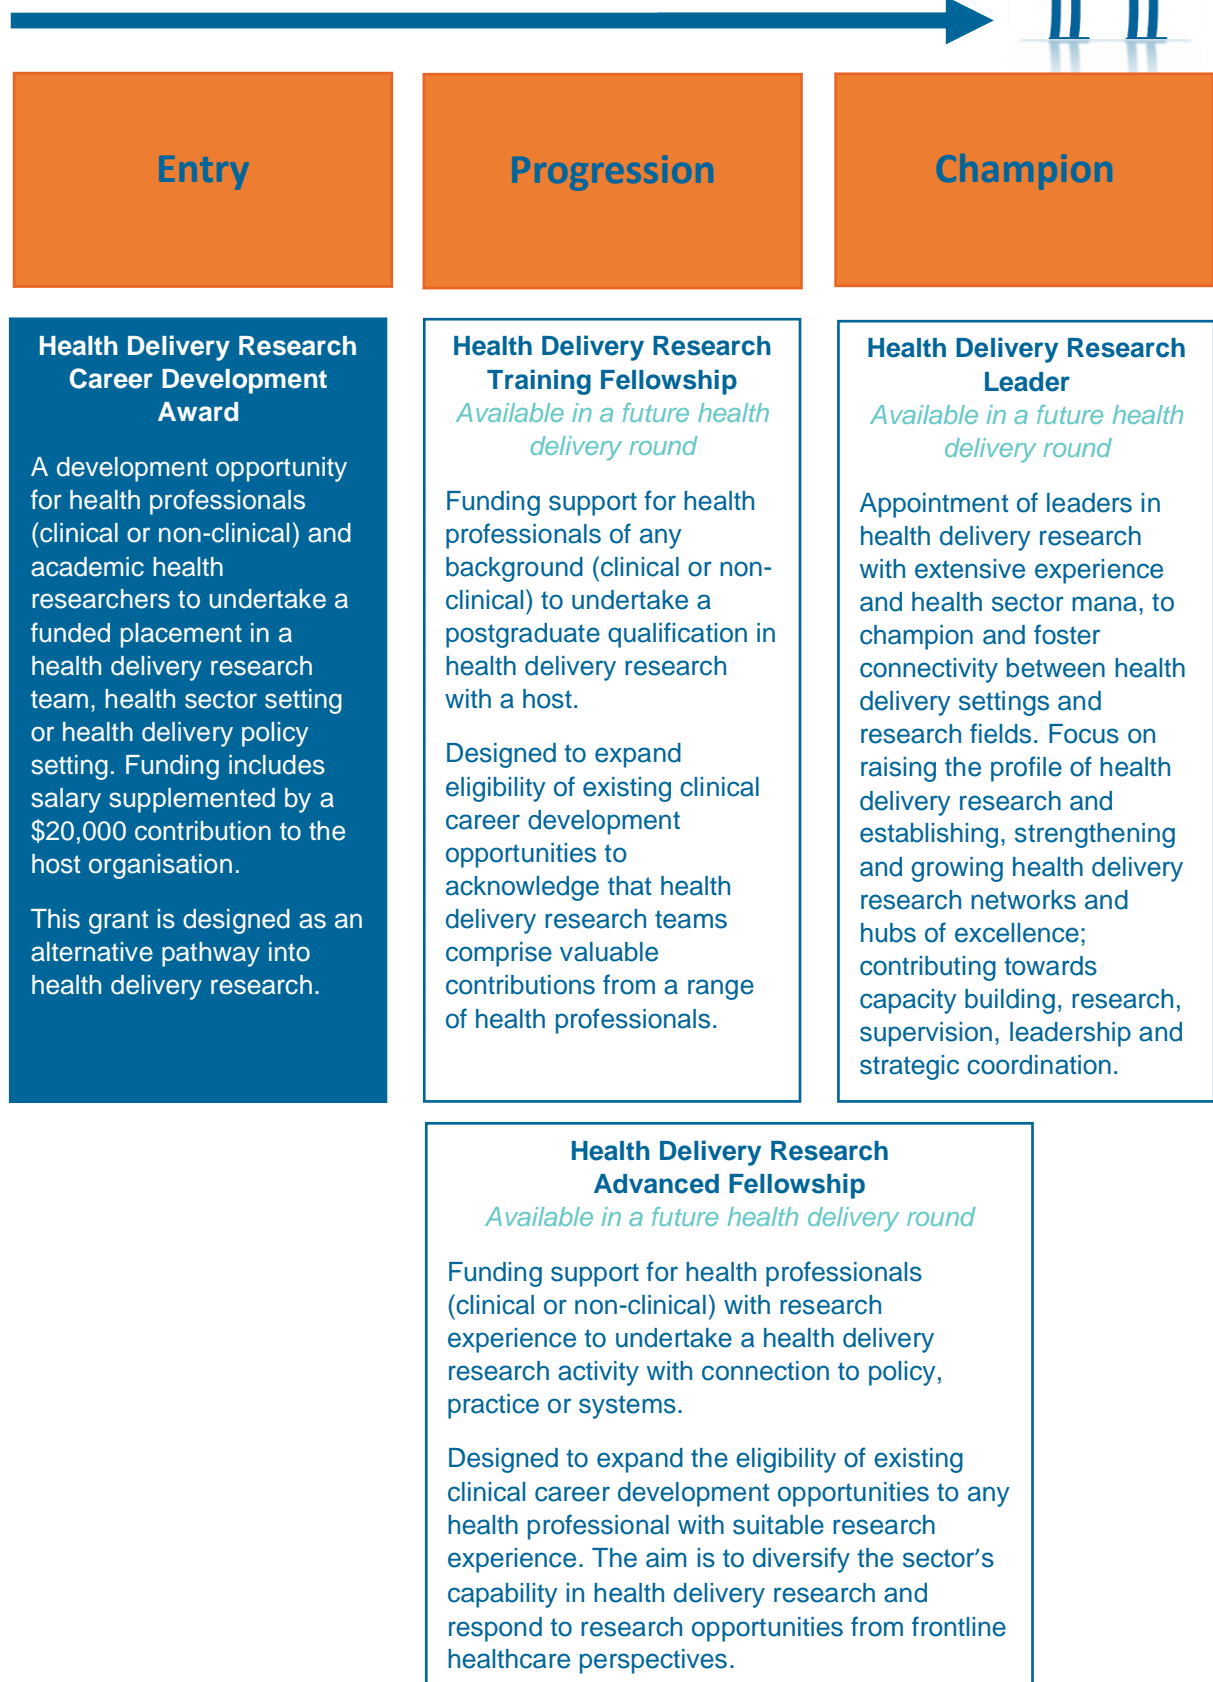 Entry
Progression
Champion
Health Delivery Research
Career Development
Award
A development opportunity
for health professionals
(clinical or non-clinical) and
academic health
researchers to undertake a
funded placement in a
health delivery research
team, health sector setting
or health delivery policy
setting. Funding includes
salary supplemented by a
$20,000 contribution to the
host organisation.
This grant is designed as an
alternative pathway into
health delivery research.
Health Delivery Research
Training Fellowship
Available in a future health
delivery round
Funding support for health
professionals of any
background (clinical or non-
clinical) to undertake a
postgraduate qualification in
health delivery research
with a host.
Designed to expand
eligibility of existing clinical
career development
opportunities to
acknowledge that health
delivery research teams
comprise valuable
contributions from a range
of health professionals.
Health Delivery Research
Leader
Available in a future health
delivery round
Appointment of leaders in
health delivery research
with extensive experience
and health sector mana, to
champion and foster
connectivity between health
delivery settings and
research fields. Focus on
raising the profile of health
delivery research and
establishing, strengthening
and growing health delivery
research networks and
hubs of excellence;
contributing towards
capacity building, research,
supervision, leadership and
strategic coordination.
Health Delivery Research
Advanced Fellowship
Available in a future health delivery round
Funding support for health professionals
(clinical or non-clinical) with research
experience to undertake a health delivery
research activity with connection to policy,
practice or systems.
Designed to expand the eligibility of existing
clinical career development opportunities to any
health professional with suitable research
experience. The aim is to diversify the sector’s
capability in health delivery research and
respond to research opportunities from frontline
healthcare perspectives.